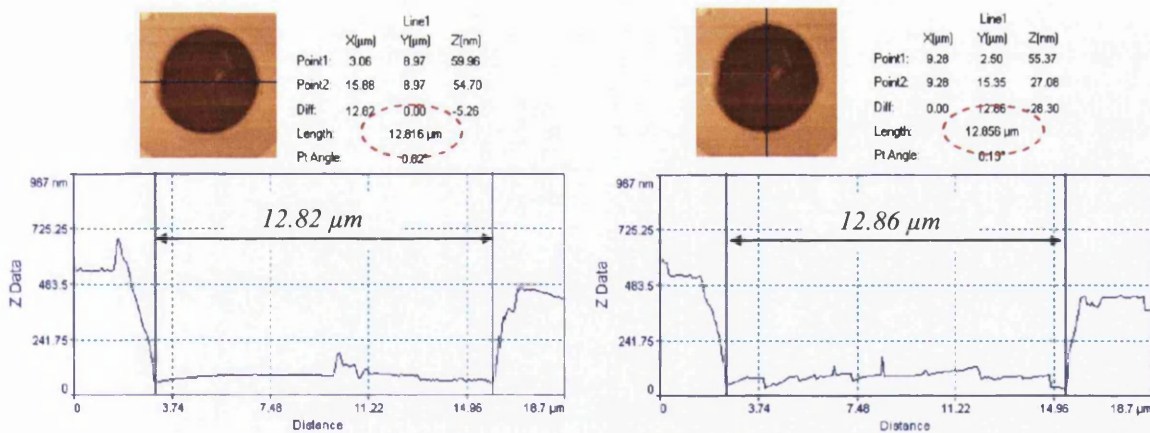 Line1
X(µm) Y(µm) Z(nm)
Point1: 3.06 8.97 59.96
Point2: 15.88 8.97 54.70
Diff: 12.82 0.00 -5.26
Length: 12.816 µm
Pt Angle: 0.02°
967 nm
725.25
483.5
241.75
0
Z Data
12.82 µm
0 3.74 7.48 11.22 14.96 18.7 µm
Distance
Line1
X(µm) Y(µm) Z(nm)
Point1: 9.28 2.50 55.37
Point2: 9.28 15.35 27.08
Diff: 0.00 12.86 -28.30
Length: 12.856 µm
Pt Angle: 0.13°
967 nm
725.25
483.5
241.75
0
Z Data
12.86 µm
0 3.74 7.48 11.22 14.96 18.7 µm
Distance